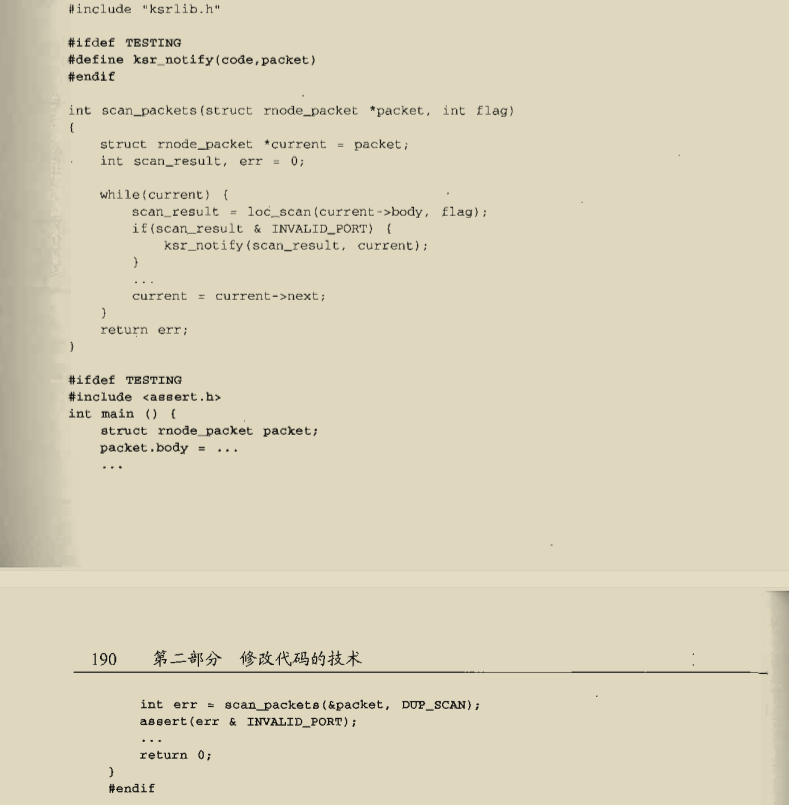 #include "ksrlib.h"
#ifdef TESTING
#define ksr_notify(code,packet)
#endif
int scan_packets(struct rnode_packet *packet, int flag)
{
struct rnode_packet *current = packet;
int scan_result, err = 0;
while(current) {
scan_result = loc_scan(current->body, flag);
if(scan_result & INVALID_PORT) {
ksr_notify(scan_result, current);
}
...
current = current->next;
}
return err;
}
#ifdef TESTING
#include <assert.h>
int main () {
struct rnode_packet packet;
packet.body = ...
...
190 第二部分 修改代码的技术
int err = scan_packets(&packet, DUP_SCAN);
assert(err & INVALID_PORT);
...
return 0;
}
#endif